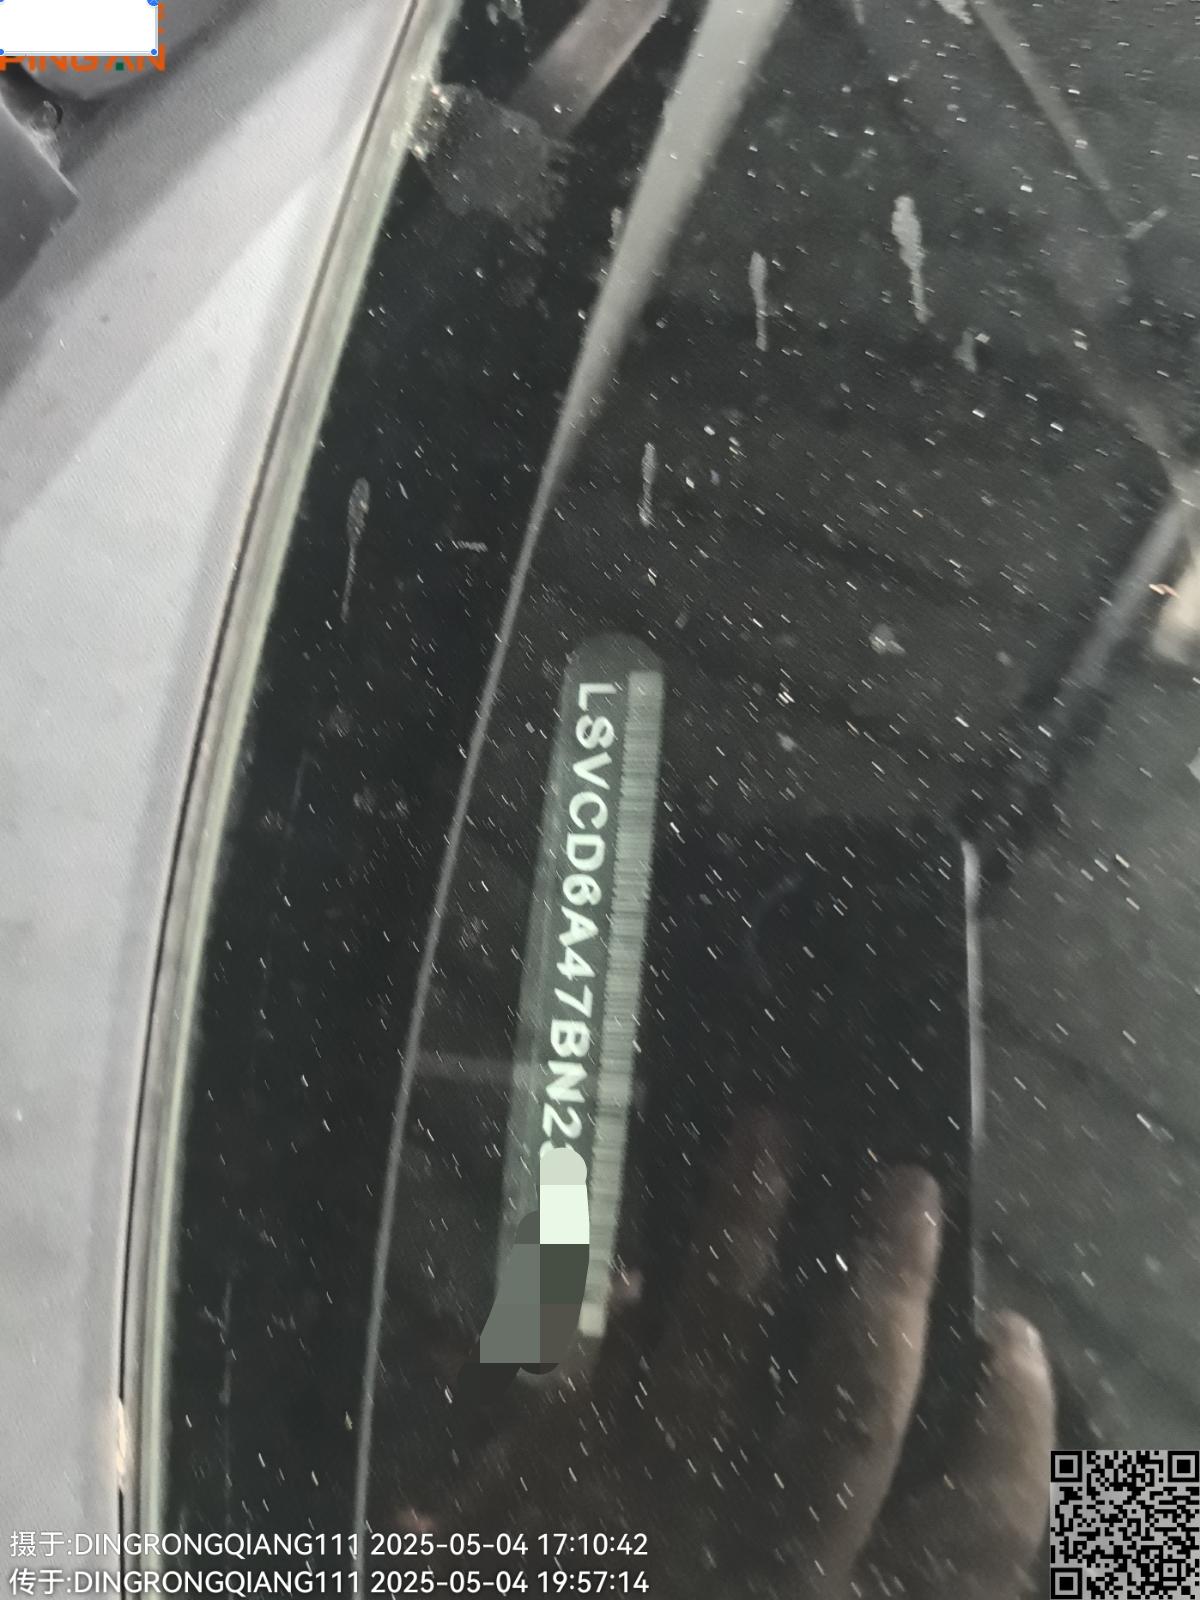 PINGAN
LSVCD6A47BN2
摄于:DINGRONGQIANG111 2025-05-04 17:10:42
传于:DINGRONGQIANG111 2025-05-04 19:57:14